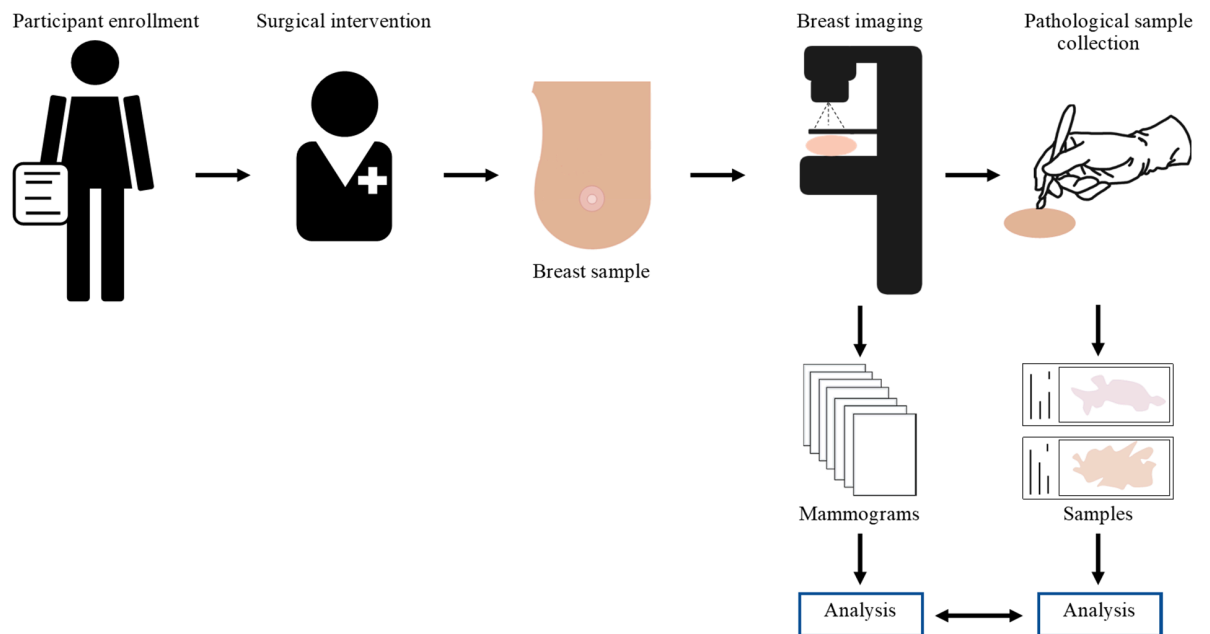 Participant enrollment
Surgical intervention
Breast imaging
Pathological sample
collection
Breast sample
Mammograms
Samples
Analysis
Analysis